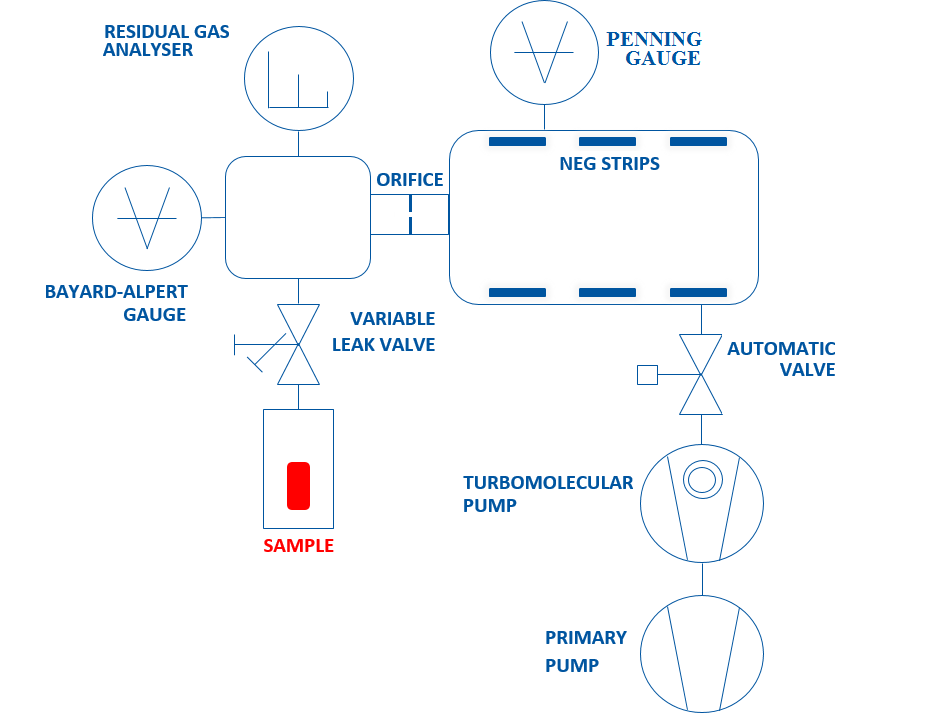 RESIDUAL GAS
ANALYSER
PENNING
GAUGE
NEG STRIPS
ORIFICE
BAYARD-ALPERT
GAUGE
VARIABLE
LEAK VALVE
AUTOMATIC
VALVE
TURBOMOLECULAR
PUMP
SAMPLE
PRIMARY
PUMP